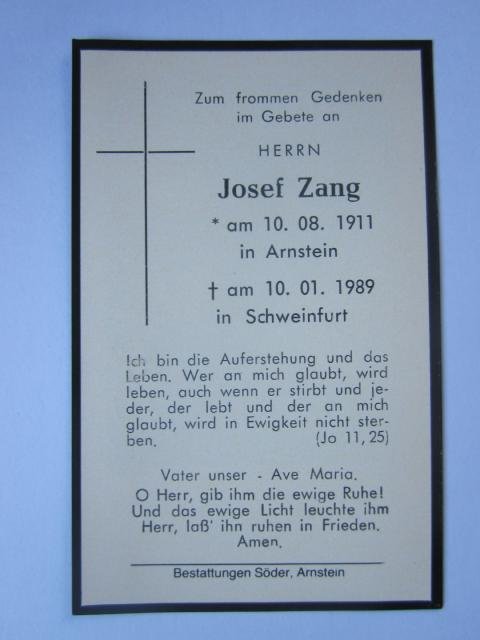 Zum frommen Gedenken
im Gebete an
HERRN
Josef Zang
* am 10. 08. 1911
in Arnstein
† am 10. 01. 1989
in Schweinfurt
Ich bin die Auferstehung und das
Leben. Wer an mich glaubt, wird
leben, auch wenn er stirbt und je-
der, der lebt und der an mich
glaubt, wird in Ewigkeit nicht ster-
ben. (Jo 11, 25)
Vater unser - Ave Maria.
O Herr, gib ihm die ewige Ruhe!
Und das ewige Licht leuchte ihm
Herr, laß' ihn ruhen in Frieden.
Amen.
Bestattungen Söder, Arnstein